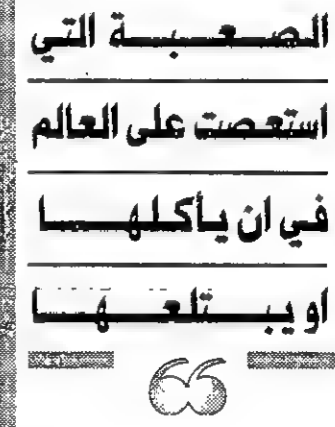 الصعبة التي
استعصت على العالم
في ان يأكلها
او يبتلعها